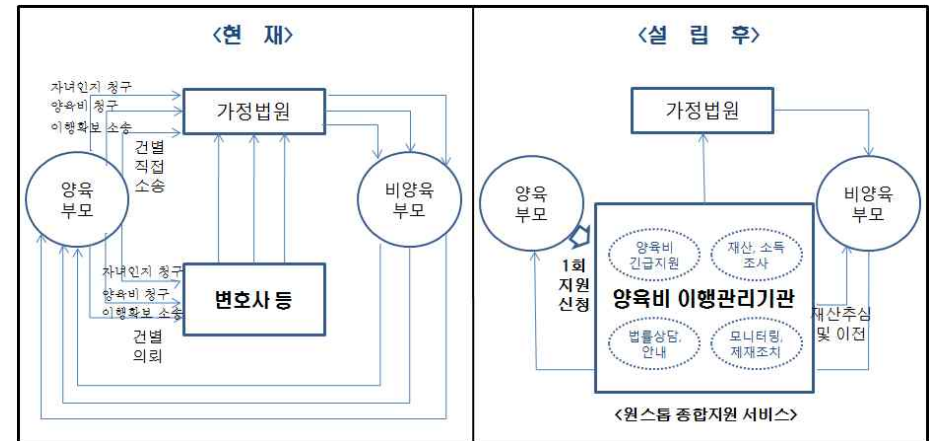 <현 재>
자녀인지 청구
양육비 청구
이행확보 소송
가정법원
건별
직접
소송
양육
부모
비양육
부모
자녀인지 청구
양육비 청구
이행확보 소송
변호사 등
건별
의뢰
<설 립 후>
가정법원
양육
부모
비양육
부모
1회
지원
신청
양육비
긴급지원
재산, 소득
조사
양육비 이행관리기관
법률상담,
안내
모니터링,
제재조치
재산추심
및 이전
<원스톱 종합지원 서비스>